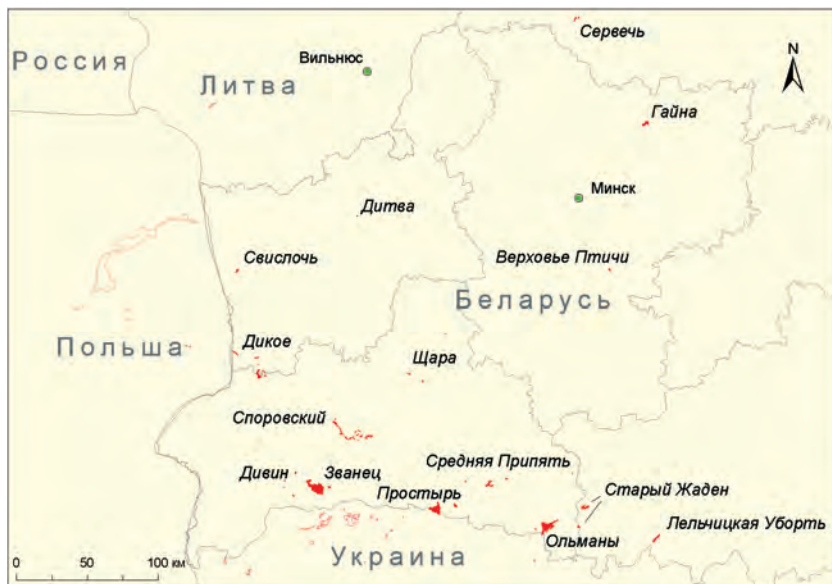 Сервечь
N
Россия
Вильнюс
Литва
Гайна
Минск
Дитва
Свислочь
Верховье Птичи
Беларусь
Польша
Дикое
Щара
Споровский
Дивин
Званец
Средняя Припять
Простырь
Старый Жаден
Ольманы
Лельчицкая Уборть
Украина
0 50 100 км